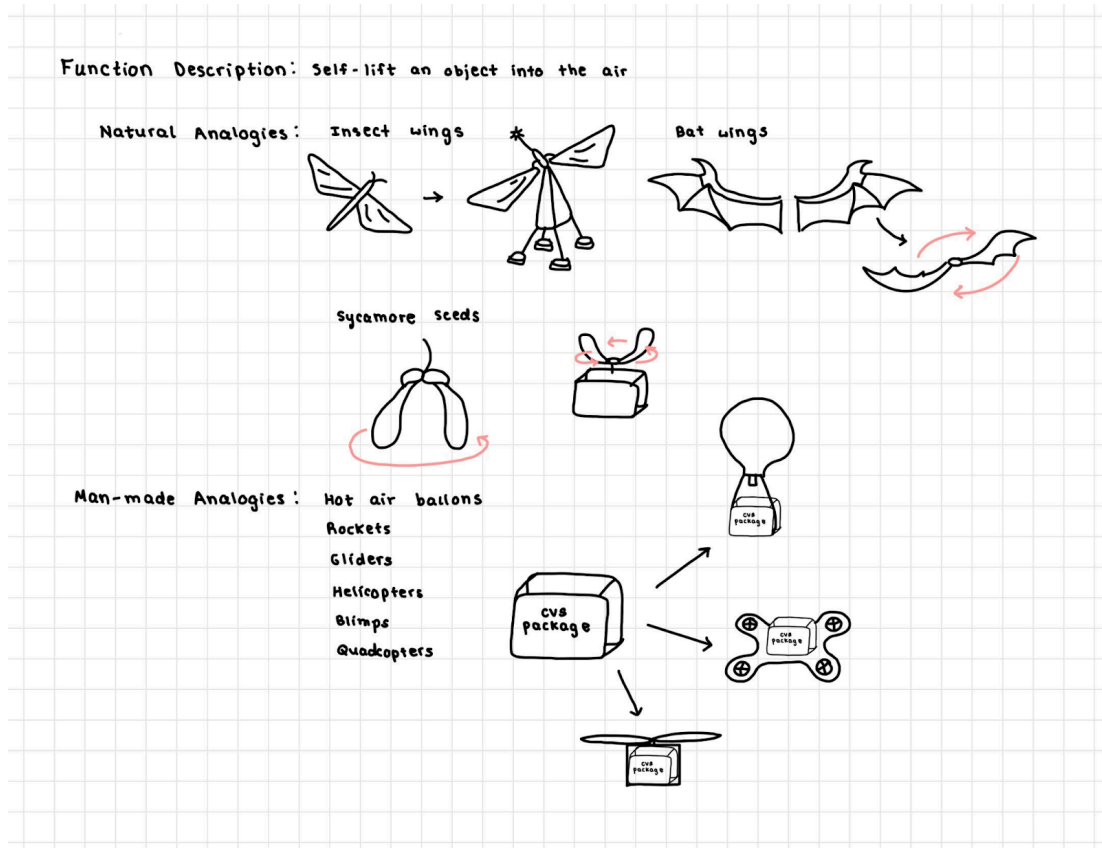 Function Description: Self-lift an object into the air
Natural Analogies: Insect wings
Bat wings
Sycamore seeds
Man-made Analogies: Hot air ballons
Rockets
Gliders
Helicopters
Blimps
Quadcopters
cvs
package
cvs
package
cvs
package
cvs
package